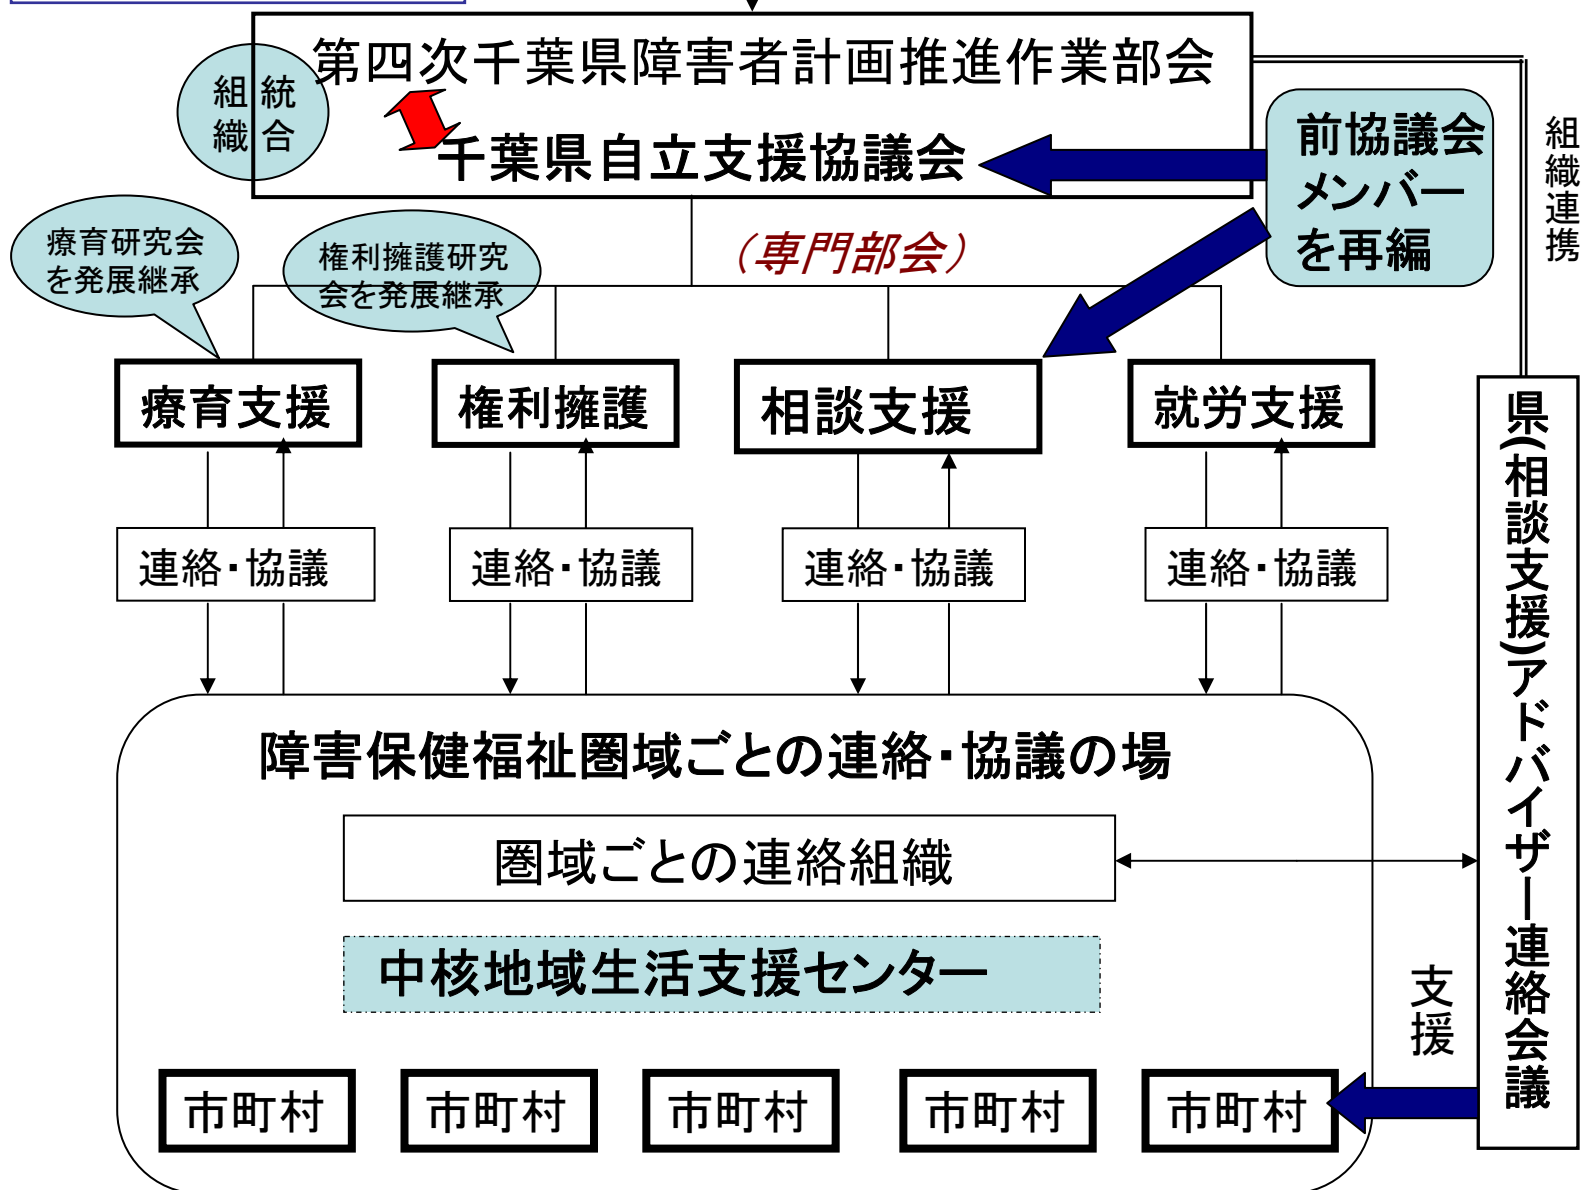 第四次千葉県障害者計画推進作業部会
組 統
織 合
千葉県自立支援協議会
前協議会
メンバー
を再編
組織連携
療育研究会
を発展継承
権利擁護研究
会を発展継承
（専門部会）
療育支援
権利擁護
相談支援
就労支援
県(相談支援)アドバイザー連絡会議
連絡・協議
連絡・協議
連絡・協議
連絡・協議
障害保健福祉圏域ごとの連絡・協議の場
圏域ごとの連絡組織
中核地域生活支援センター
支援
市町村
市町村
市町村
市町村
市町村